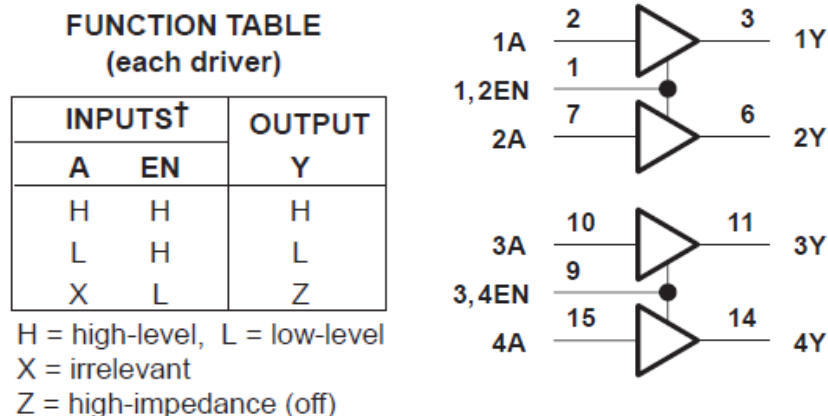 FUNCTION TABLE
(each driver)
INPUTS† OUTPUT
A EN Y
H H H
L H L
X L Z
H = high-level, L = low-level
X = irrelevant
Z = high-impedance (off)
1A 2 3 1Y
1,2EN 1
2A 7 6 2Y
3A 10 11 3Y
3,4EN 9
4A 15 14 4Y